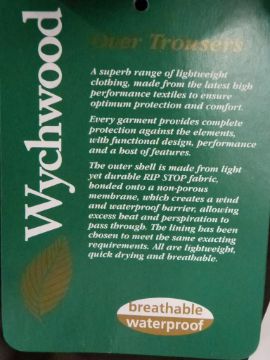 Wychwood
Over Trousers
A superb range of lightweight
clothing, made from the latest high
performance textiles to ensure
optimum protection and comfort.
Every garment provides complete
protection against the elements,
with functional design, performance
and a host of features.
The outer shell is made from light
yet durable RIP STOP fabric,
bonded onto a non-porous
membrane, which creates a wind
and waterproof barrier, allowing
excess heat and perspiration to
pass through. The lining has been
chosen to meet the same exacting
requirements. All are lightweight,
quick drying and breathable.
breathable
waterproof